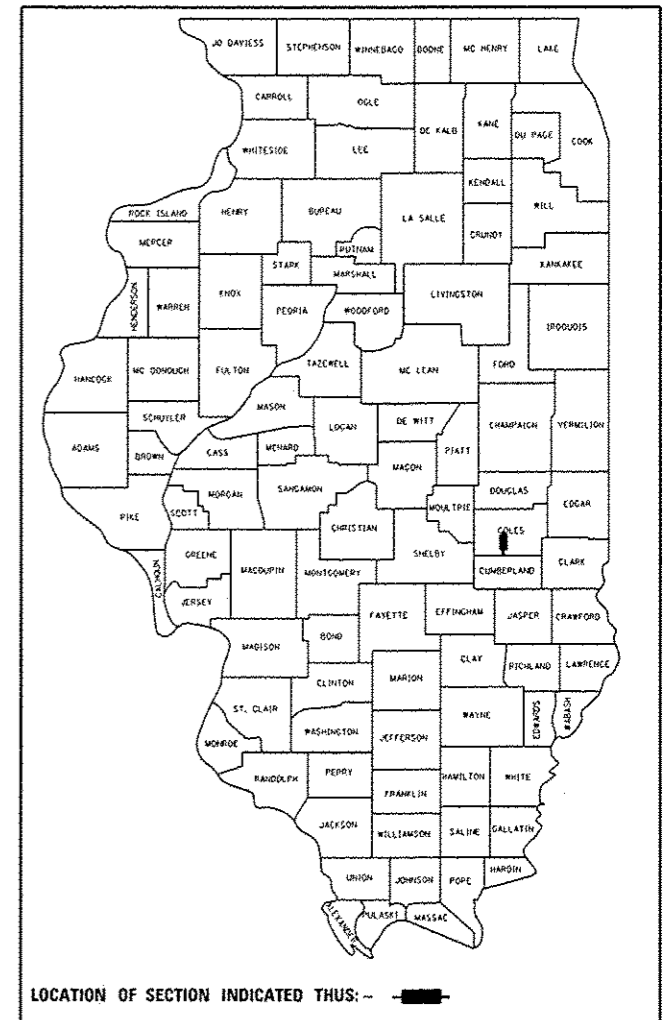 JO DAVIESS STEPHENSON WINNEBAGO BOONE MC HENRY LAKE
CARROLL OGLE DE KALB KANE DU PAGE COOK
WHITESIDE LEE KENDALL WILL
ROCK ISLAND HENRY BUREAU LA SALLE GRUNDY
MERCER PUTNAM KANKAKEE
STARK MARSHALL
HENDERSON WARREN KNOX PEORIA WOODFORD LIVINGSTON IROQUOIS
HANCOCK MC DONOUGH FULTON TAZEWELL MC LEAN FORD
MASON
SCHUYLER LOGAN DE WITT CHAMPAIGN VERMILION
ADAMS BROWN CASS MENARD MACON PIATT
PIKE SCOTT MORGAN SANGAMON MOULTRIE DOUGLAS EDGAR
CHRISTIAN COLES
CALHOUN GREENE MACOUPIN MONTGOMERY SHELBY CUMBERLAND CLARK
JERSEY FAYETTE EFFINGHAM JASPER CRAWFORD
MADISON BOND
CLAY RICHLAND LAWRENCE
CLINTON MARION
ST. CLAIR WAYNE EDWARDS WABASH
MONROE WASHINGTON JEFFERSON
RANDOLPH PERRY HAMILTON WHITE
FRANKLIN
JACKSON WILLIAMSON SALINE GALLATIN
UNION JOHNSON POPE HARDIN
ALEXANDER PULASKI MASSAC
LOCATION OF SECTION INDICATED THUS: -